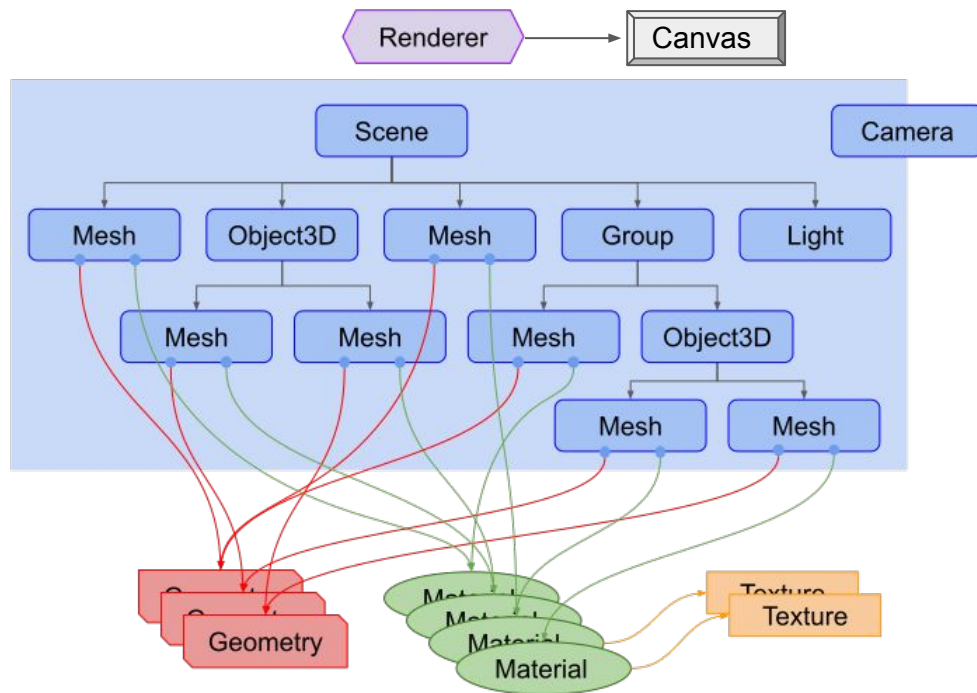 Renderer
Canvas
Scene
Camera
Mesh
Object3D
Mesh
Group
Light
Mesh
Mesh
Mesh
Object3D
Mesh
Mesh
Geometry
Material
Material
Material
Material
Texture
Texture